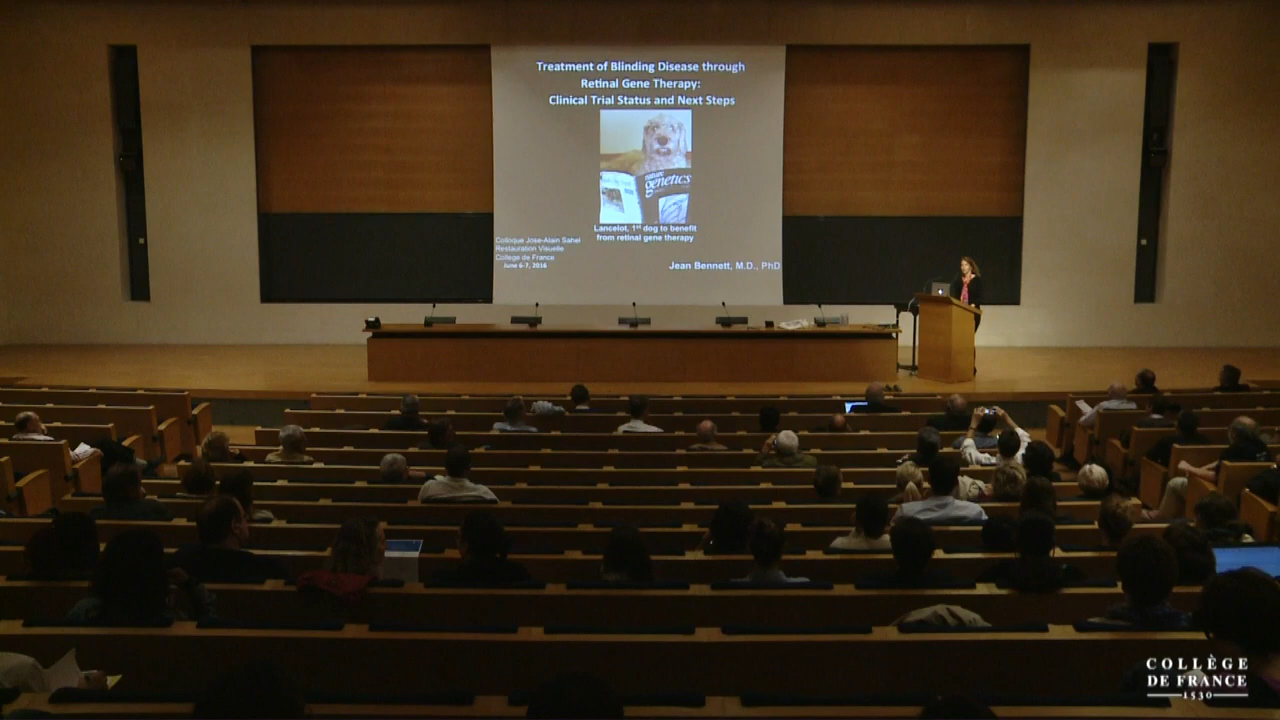 Treatment of Blinding Disease through
Retinal Gene Therapy:
Clinical Trial Status and Next Steps
nature
genetics
Lancelot, 1st dog to benefit
from retinal gene therapy
Colloque Jose-Alain Sahel
Restauration Visuelle
College de France
June 6-7, 2016
Jean Bennett, M.D., PhD
COLLÈGE
DE FRANCE
1530